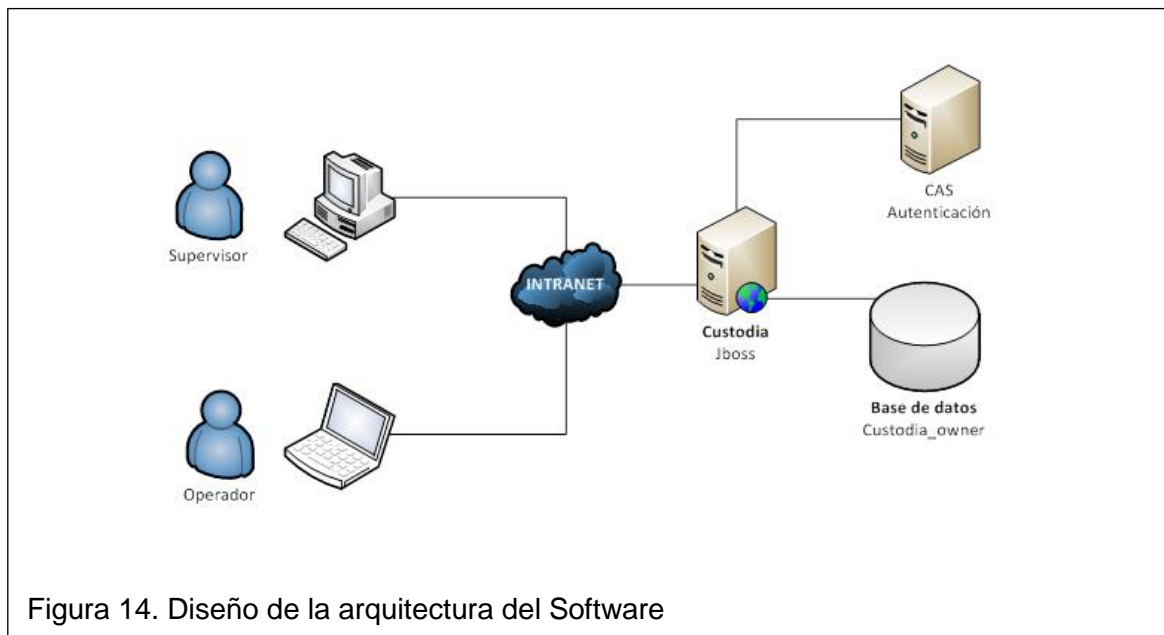 Supervisor
Operador
INTRANET
Custodia
Jboss
CAS
Autenticación
Base de datos
Custodia_owner
Figura 14. Diseño de la arquitectura del Software